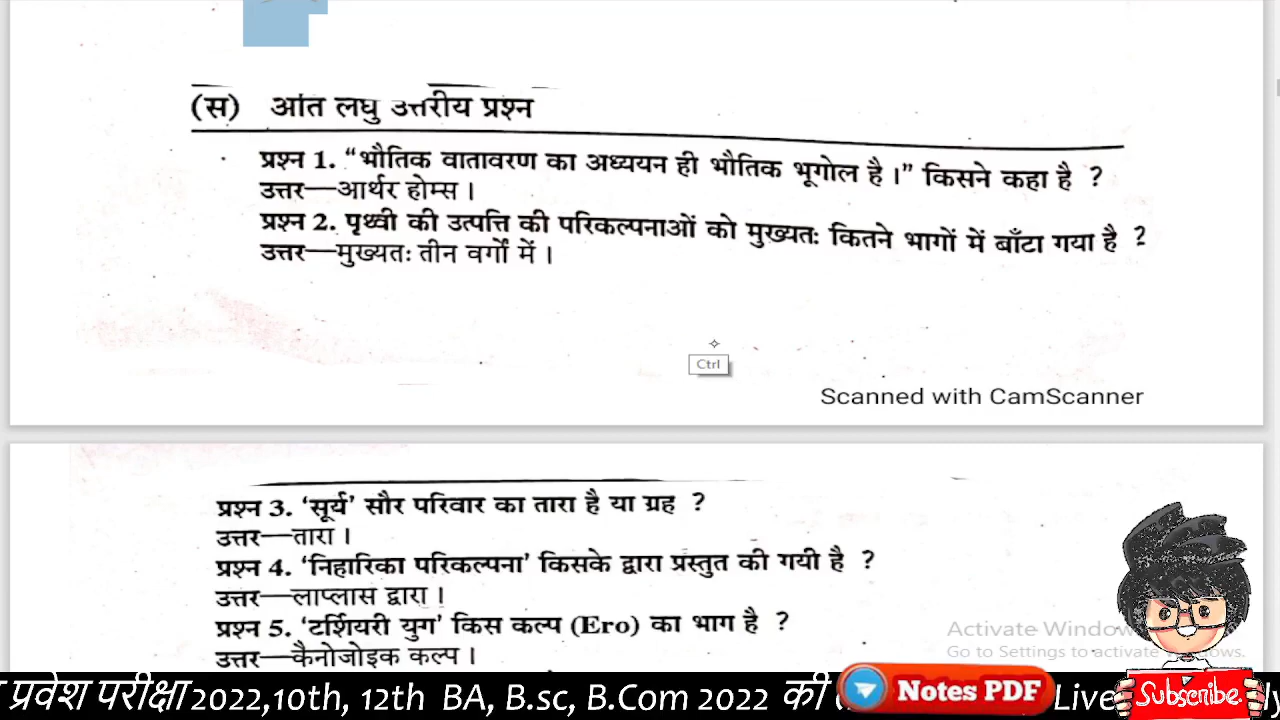 (स) अति लघु उत्तरीय प्रश्न
प्रश्न 1. “भौतिक वातावरण का अध्ययन ही भौतिक भूगोल है।” किसने कहा है ?
उत्तर—आर्थर होम्स ।
प्रश्न 2. पृथ्वी की उत्पत्ति की परिकल्पनाओं को मुख्यतः कितने भागों में बाँटा गया है ?
उत्तर—मुख्यतः तीन वर्गों में ।
Ctrl
Scanned with CamScanner
प्रश्न 3. ‘सूर्य’ सौर परिवार का तारा है या ग्रह ?
उत्तर—तारा ।
प्रश्न 4. ‘निहारिका परिकल्पना’ किसके द्वारा प्रस्तुत की गयी है ?
उत्तर—लाप्लास द्वारा ।
प्रश्न 5. ‘टर्शियरी युग’ किस कल्प (Ero) का भाग है ?
उत्तर—कैनोजोइक कल्प ।
Activate Window
Go to Settings to activate
प्रवेश परीक्षा 2022,10th, 12th BA, B.sc, B.Com 2022 की
Notes PDF
Live
Subscribe